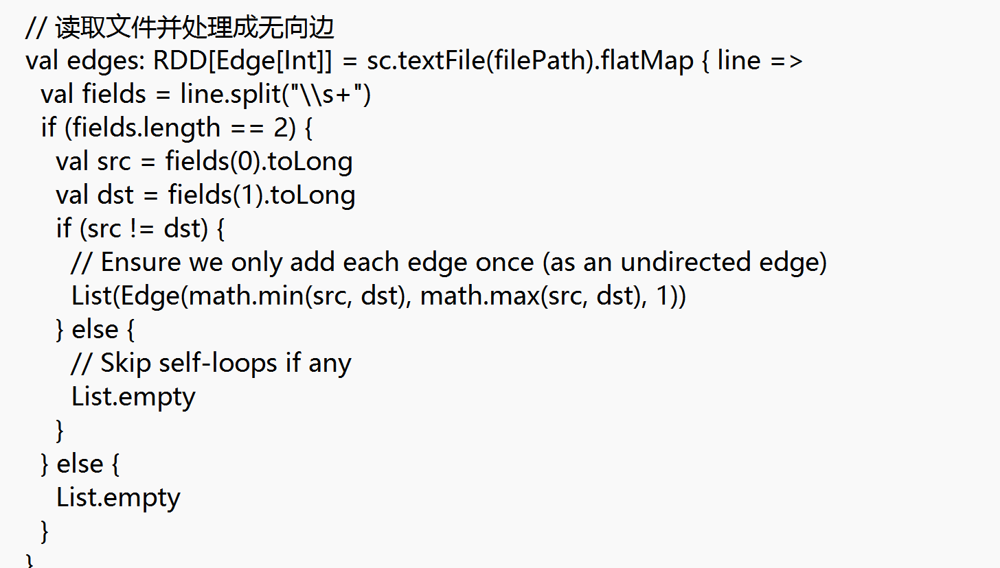 // 读取文件并处理成无向边
val edges: RDD[Edge[Int]] = sc.textFile(filePath).flatMap { line =>
  val fields = line.split("\\s+")
  if (fields.length == 2) {
    val src = fields(0).toLong
    val dst = fields(1).toLong
    if (src != dst) {
      // Ensure we only add each edge once (as an undirected edge)
      List(Edge(math.min(src, dst), math.max(src, dst), 1))
    } else {
      // Skip self-loops if any
      List.empty
    }
  } else {
    List.empty
  }
}